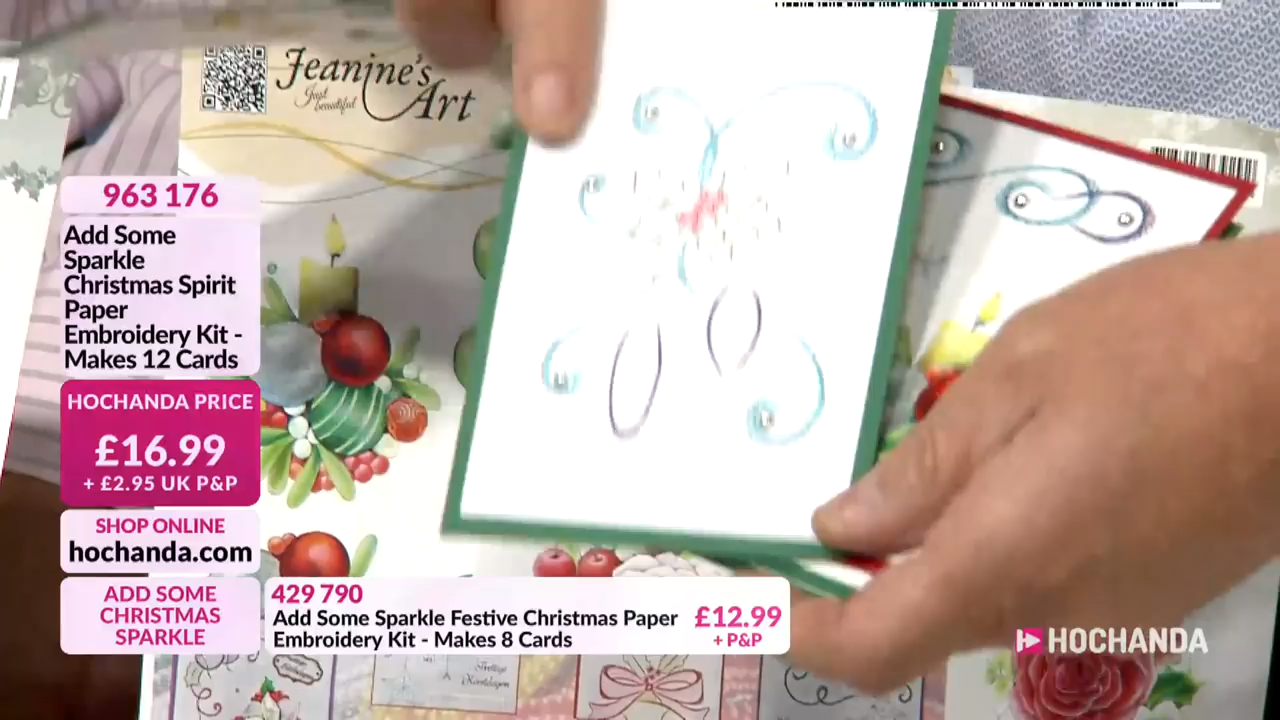 Jeanine's
Just
beautiful
Art
963 176
Add Some
Sparkle
Christmas Spirit
Paper
Embroidery Kit -
Makes 12 Cards
HOCHANDA PRICE
£16.99
+ £2.95 UK P&P
SHOP ONLINE
hochanda.com
ADD SOME
CHRISTMAS
SPARKLE
429 790
Add Some Sparkle Festive Christmas Paper
Embroidery Kit - Makes 8 Cards
£12.99
+ P&P
HOCHANDA